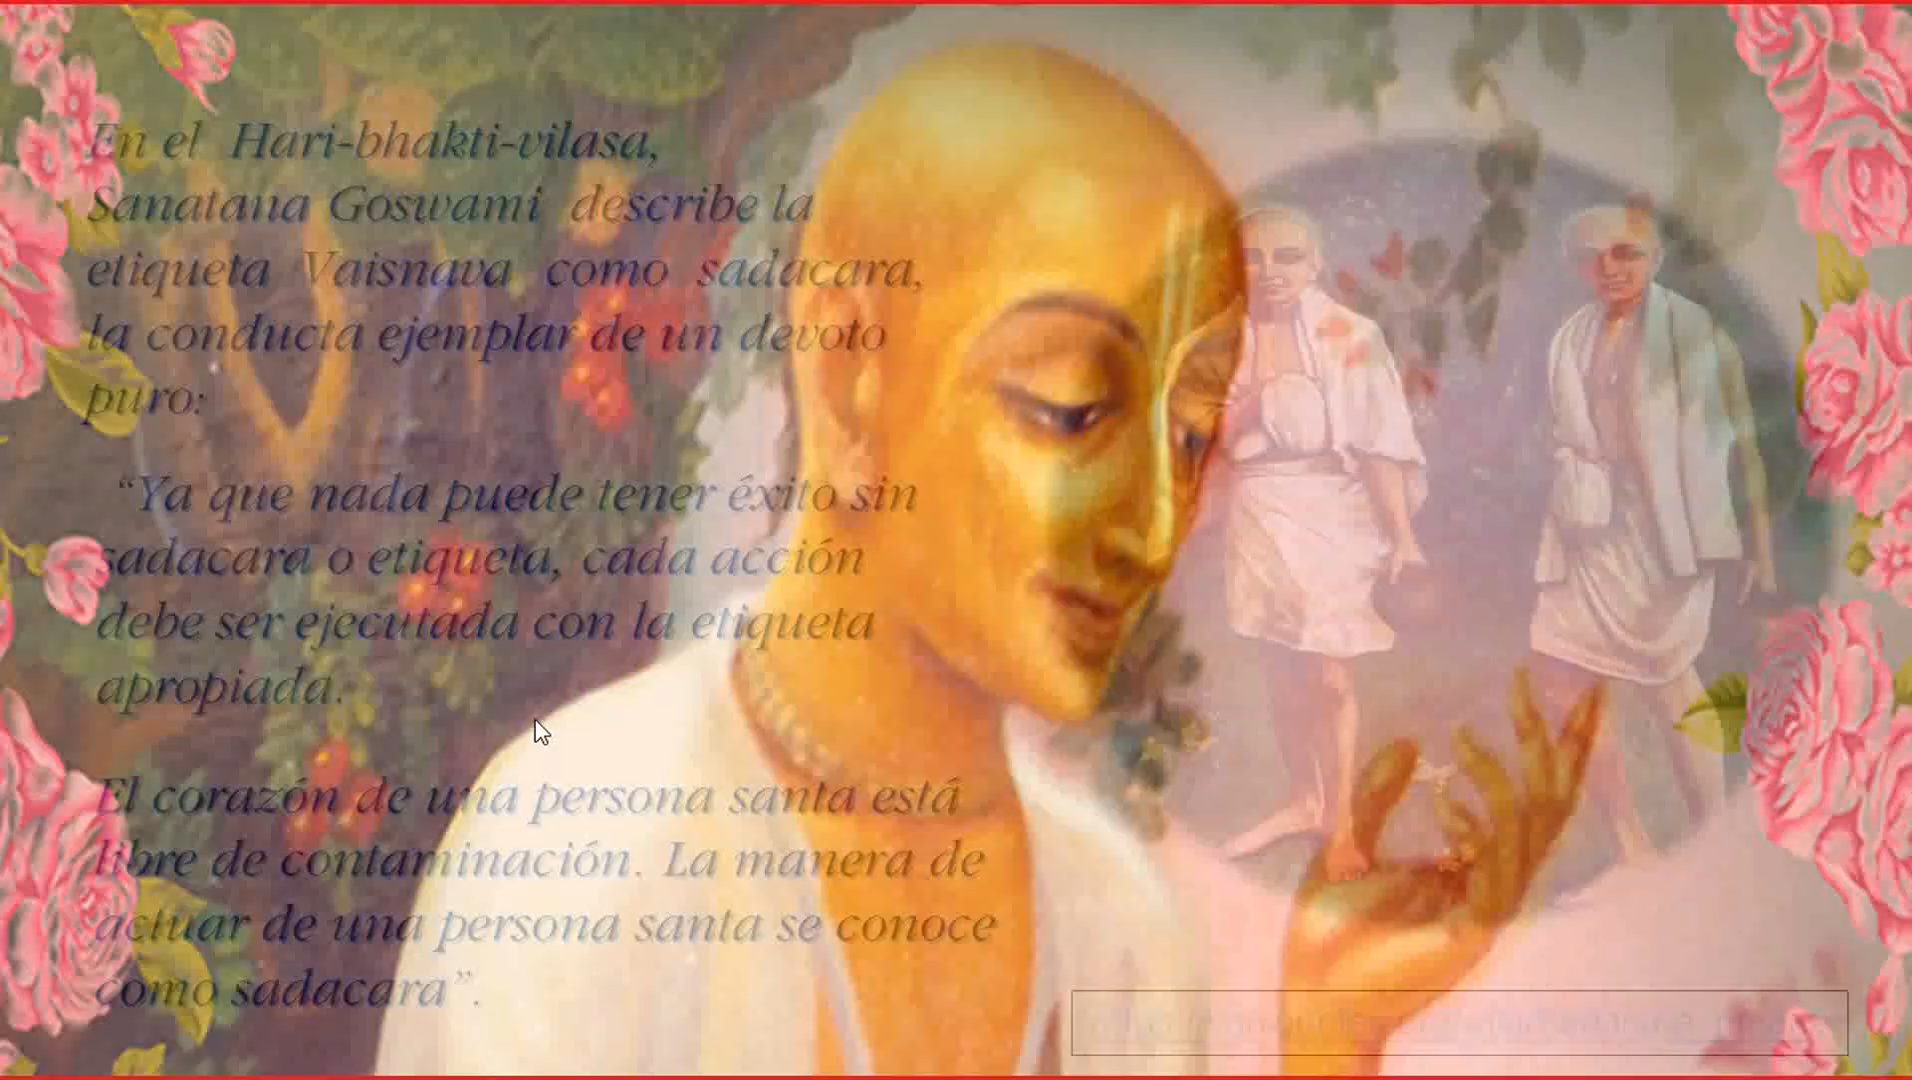 En el Hari-bhakti-vilasa,
Sanatana Goswami describe la
etiqueta Vaisnava como sadacara,
la conducta ejemplar de un devoto
puro:
“Ya que nada puede tener éxito sin
sadacara o etiqueta, cada acción
debe ser ejecutada con la etiqueta
apropiada.
El corazón de una persona santa está
libre de contaminación. La manera de
actuar de una persona santa se conoce
como sadacara”.